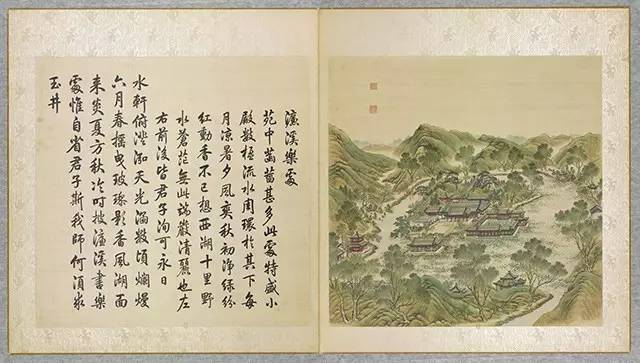 濂溪樂處
苑中菡萏甚多此處特盛小
殿數楹流水周環於其下每
月涼暑夕風爽秋初淨綠紛
紅動香不已想西湖十里野
水蒼茫無此端嚴清麗也左
右前後皆君子洵可永日
水軒俯澄泓天光涵數頃爛熳
六月春搖曳玻璃影香風湖面
來炎夏方秋冷時披濂溪書樂
處惟自省君子斯我師何須求
玉井